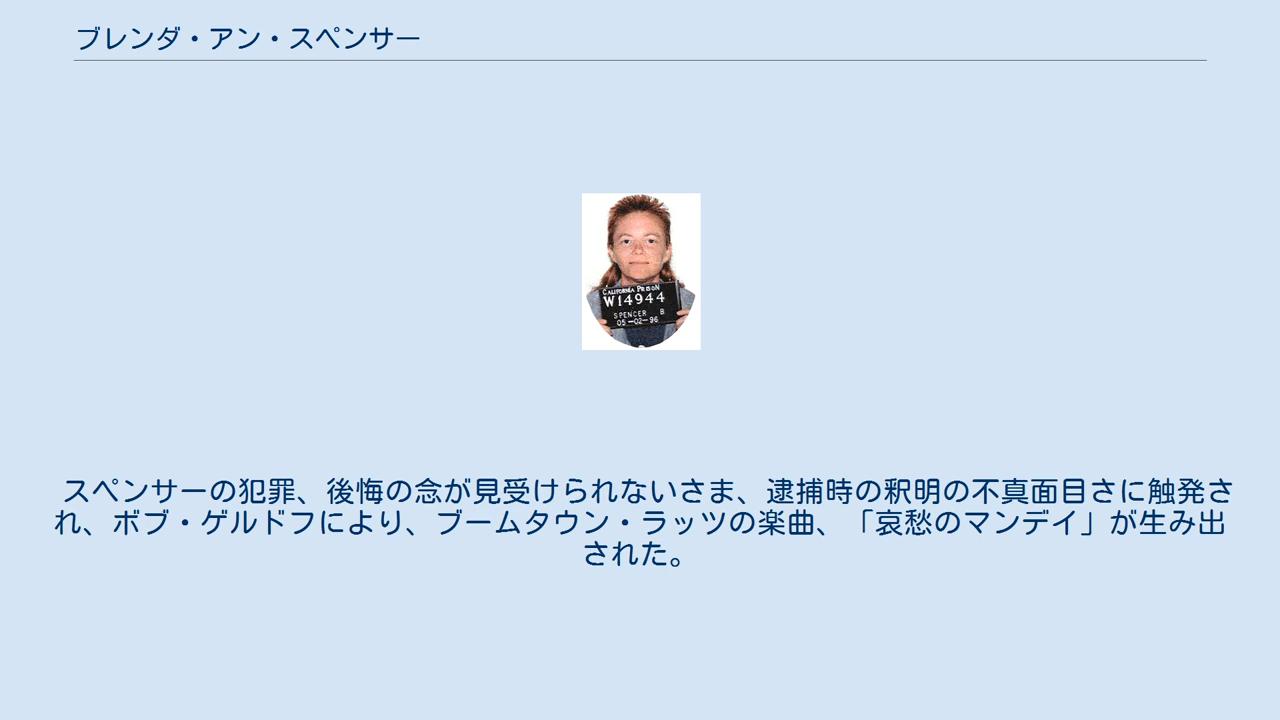 ブレンダ・アン・スペンサー
CALIFORNIA PRISON
W14944
SPENCER B
05-02-96
スペンサーの犯罪、後悔の念が見受けられないさま、逮捕時の釈明の不真面目さに触発さ
れ、ボブ・ゲルドフにより、ブームタウン・ラッツの楽曲、「哀愁のマンデイ」が生み出
された。